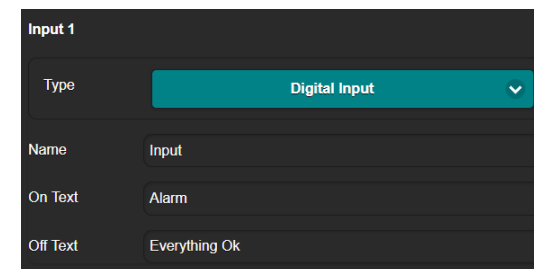 Input 1
Type Digital Input
Name Input
On Text Alarm
Off Text Everything Ok